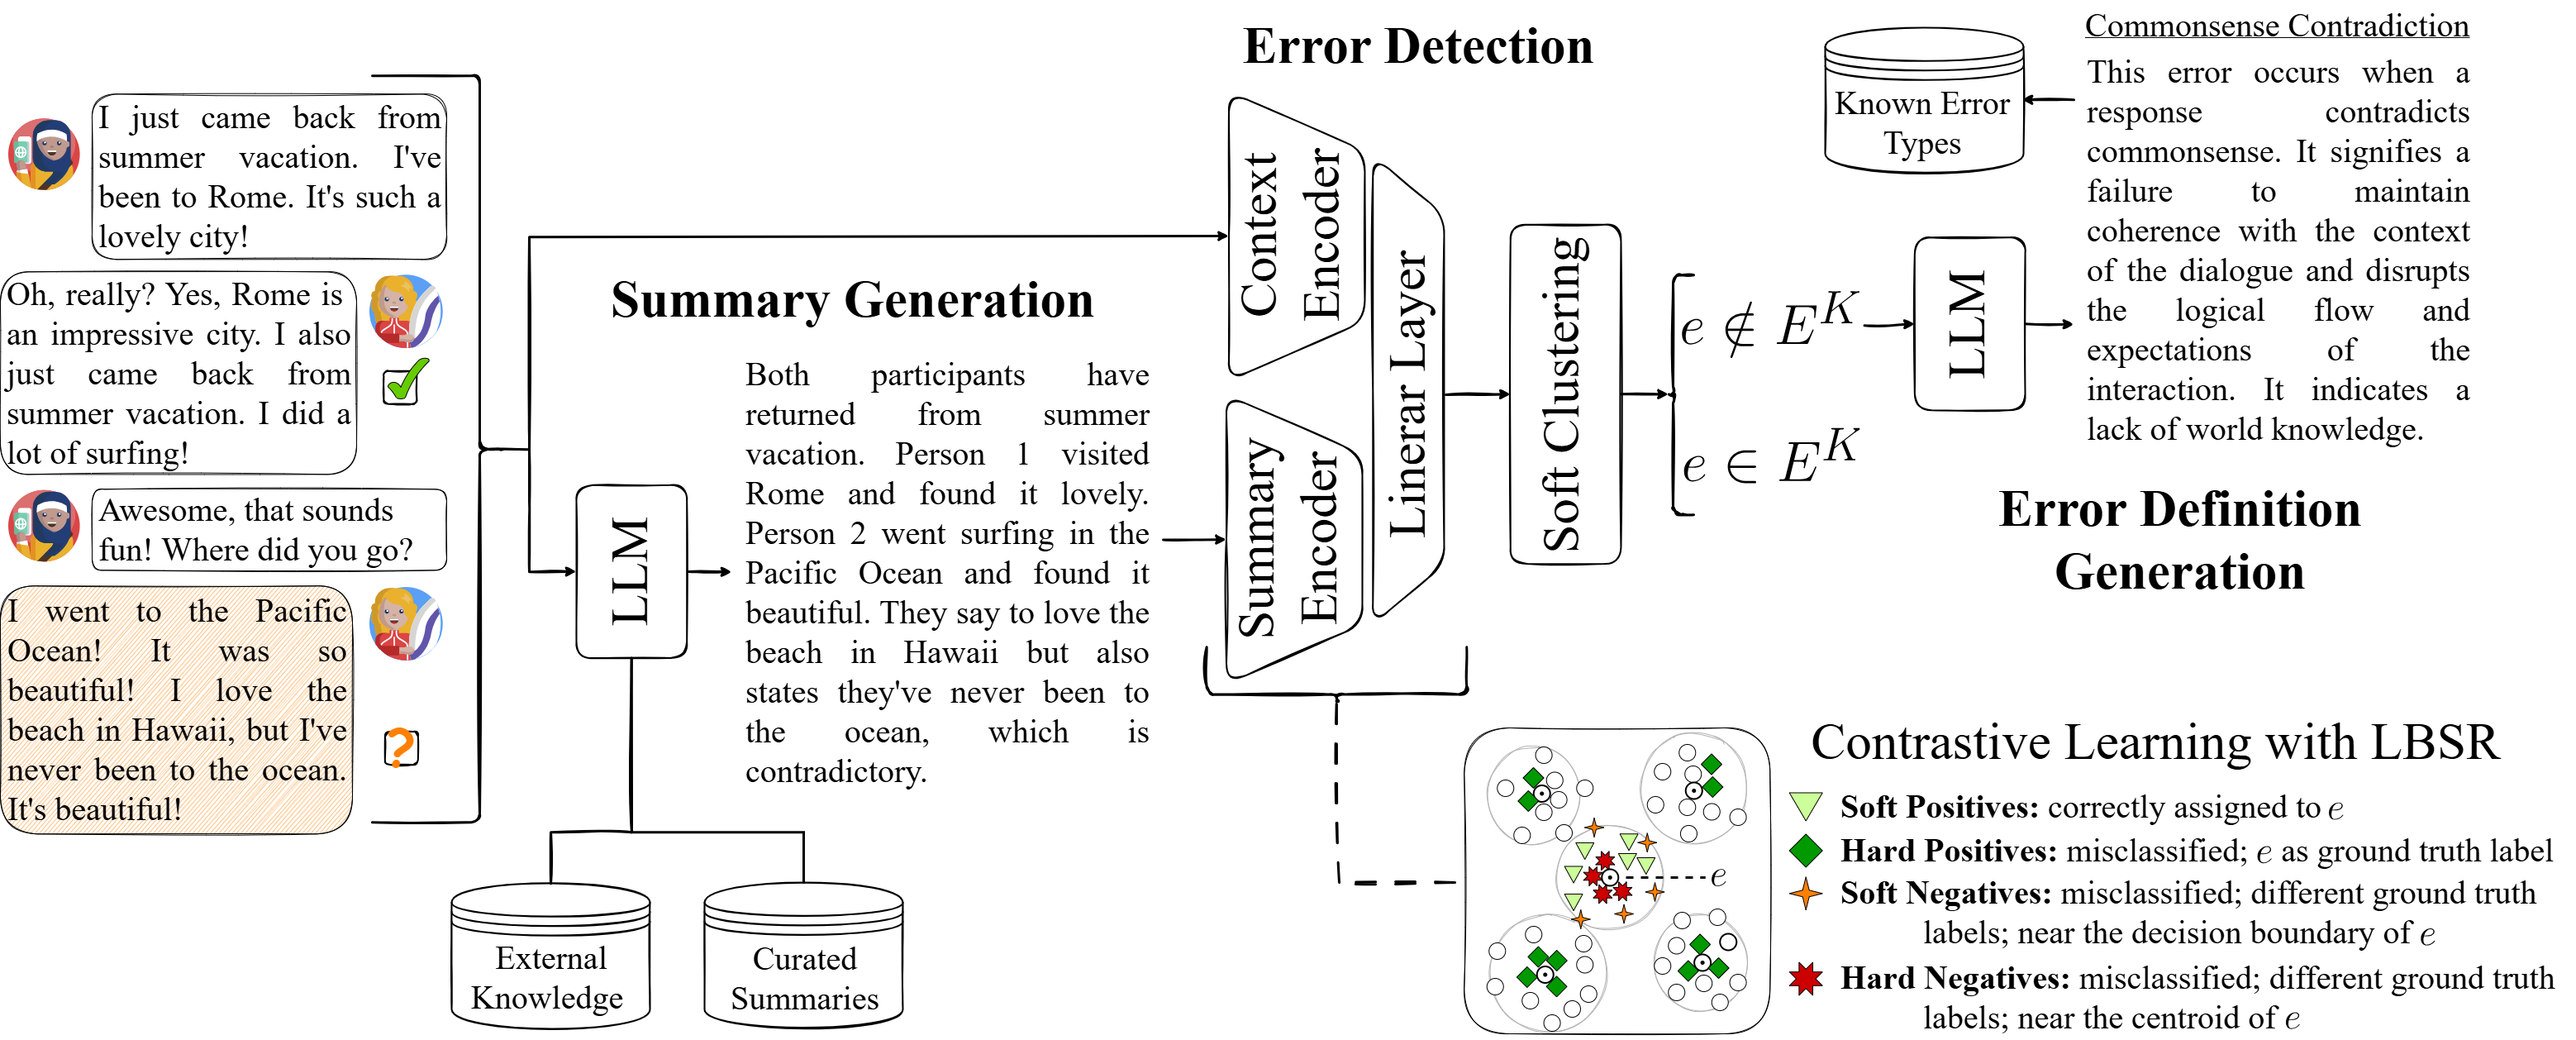 I just came back from
summer vacation. I've
been to Rome. It's such a
lovely city!
Oh, really? Yes, Rome is
an impressive city. I also
just came back from
summer vacation. I did a
lot of surfing!
Awesome, that sounds
fun! Where did you go?
I went to the Pacific
Ocean! It was so
beautiful! I love the
beach in Hawaii, but I've
never been to the ocean.
It's beautiful!
?
Summary Generation
LLM
External
Knowledge
Curated
Summaries
Both participants have
returned from summer
vacation. Person 1 visited
Rome and found it lovely.
Person 2 went surfing in the
Pacific Ocean and found it
beautiful. They say to love the
beach in Hawaii but also
states they've never been to
the ocean, which is
contradictory.
Error Detection
Context
Encoder
Summary
Encoder
Linerar Layer
Soft Clustering
e ∉ E^K
e ∈ E^K
LLM
Known Error
Types
Commonsense Contradiction
This error occurs when a
response contradicts
commonsense. It signifies a
failure to maintain
coherence with the context
of the dialogue and disrupts
the logical flow and
expectations of the
interaction. It indicates a
lack of world knowledge.
Error Definition
Generation
Contrastive Learning with LBSR
e
Soft Positives: correctly assigned to e
Hard Positives: misclassified; e as ground truth label
Soft Negatives: misclassified; different ground truth
labels; near the decision boundary of e
Hard Negatives: misclassified; different ground truth
labels; near the centroid of e